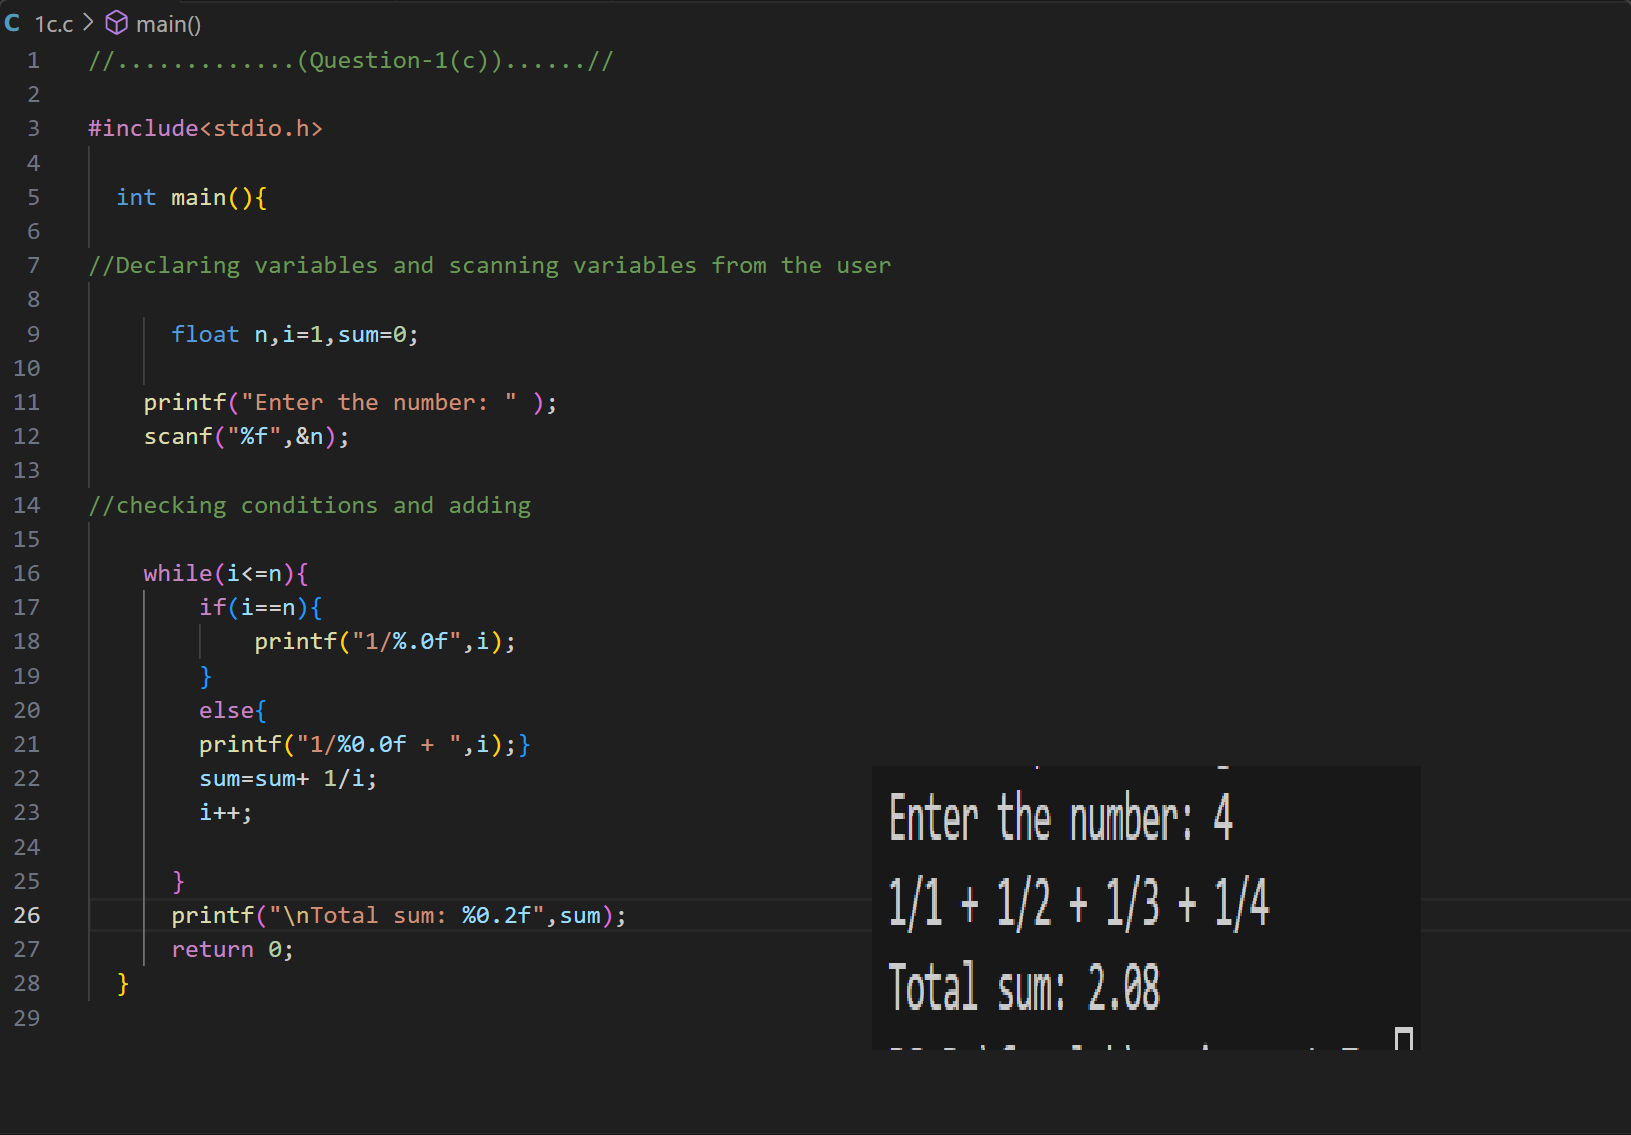 C 1c.c > main()
1 //.............(Question-1(c))......//
2
3 #include<stdio.h>
4
5 int main(){
6
7 //Declaring variables and scanning variables from the user
8
9 float n,i=1,sum=0;
10
11 printf("Enter the number: " );
12 scanf("%f",&n);
13
14 //checking conditions and adding
15
16 while(i<=n){
17 if(i==n){
18 printf("1/%.0f",i);
19 }
20 else{
21 printf("1/%0.0f + ",i);}
22 sum=sum+ 1/i;
23 i++;
24
25 }
26 printf("\nTotal sum: %0.2f",sum);
27 return 0;
28 }
29
Enter the number: 4
1/1 + 1/2 + 1/3 + 1/4
Total sum: 2.08